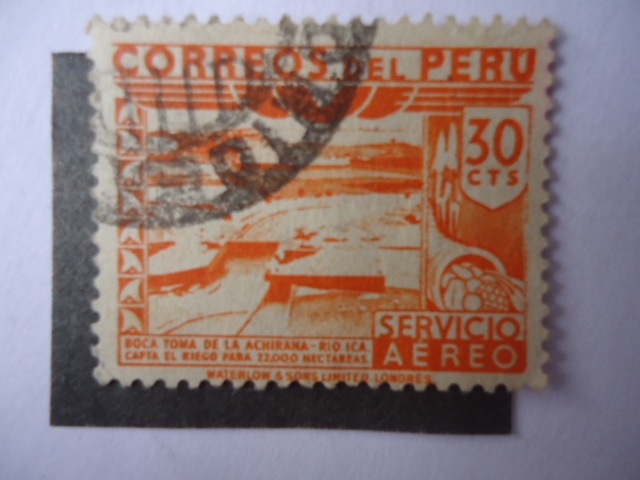 CORREOS DEL PERU
30
CTS
SERVICIO
AÉREO
BOCA TOMA DE LA ACHIRANA - RIO ICA.
CAPTA EL RIEGO PARA 22.000 HECTAREAS.
WATERLOW & SONS LIMITED. LONDRES.